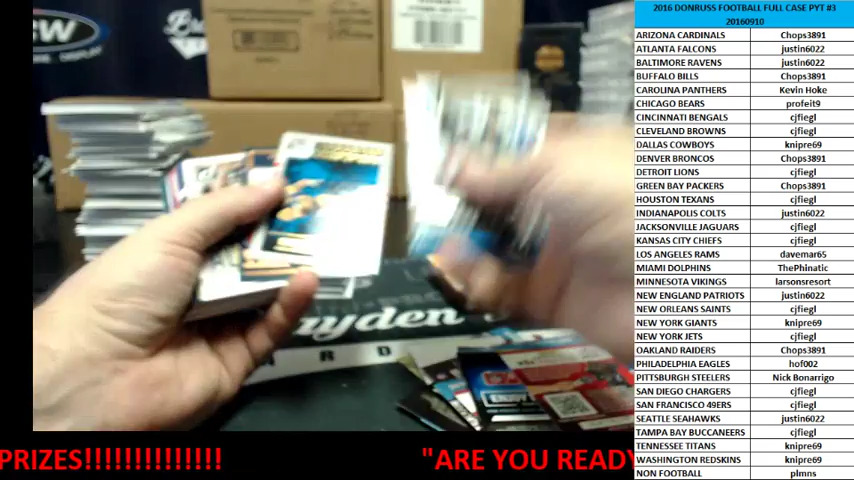 2016 DONRUSS FOOTBALL FULL CASE PYT #3
20160910
ARIZONA CARDINALS Chops3891
ATLANTA FALCONS justin6022
BALTIMORE RAVENS justin6022
BUFFALO BILLS Chops3891
CAROLINA PANTHERS Kevin Hoke
CHICAGO BEARS profeit9
CINCINNATI BENGALS cjfiegl
CLEVELAND BROWNS cjfiegl
DALLAS COWBOYS knipre69
DENVER BRONCOS Chops3891
DETROIT LIONS cjfiegl
GREEN BAY PACKERS Chops3891
HOUSTON TEXANS cjfiegl
INDIANAPOLIS COLTS justin6022
JACKSONVILLE JAGUARS cjfiegl
KANSAS CITY CHIEFS cjfiegl
LOS ANGELES RAMS davemar65
MIAMI DOLPHINS ThePhinatic
MINNESOTA VIKINGS larsonsresort
NEW ENGLAND PATRIOTS justin6022
NEW ORLEANS SAINTS cjfiegl
NEW YORK GIANTS knipre69
NEW YORK JETS cjfiegl
OAKLAND RAIDERS Chops3891
PHILADELPHIA EAGLES hof002
PITTSBURGH STEELERS Nick Bonarrigo
SAN DIEGO CHARGERS cjfiegl
SAN FRANCISCO 49ERS cjfiegl
SEATTLE SEAHAWKS justin6022
TAMPA BAY BUCCANEERS cjfiegl
TENNESSEE TITANS knipre69
WASHINGTON REDSKINS knipre69
NON FOOTBALL plmns
ayden
R D
PRIZES!!!!!!!!!!!!!!! "ARE YOU READY